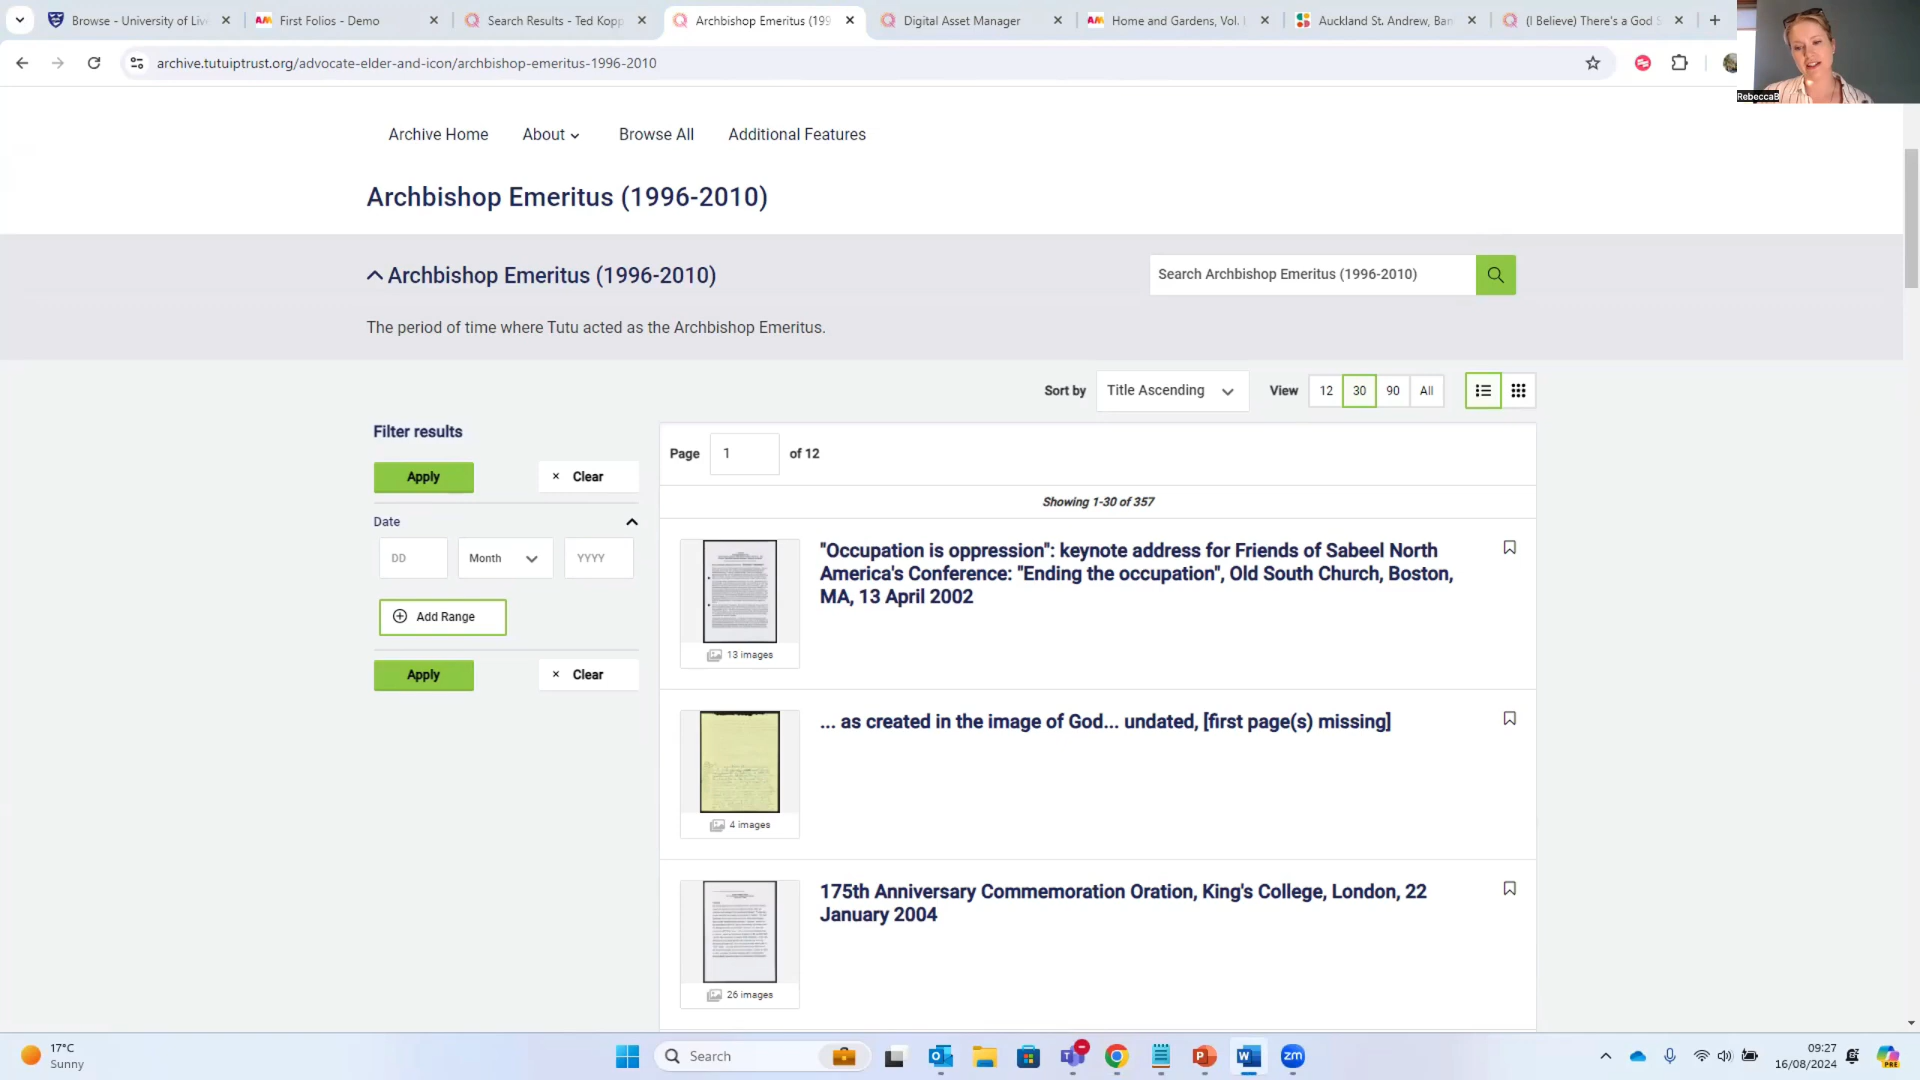 Browse - University of Live
First Folios - Demo
Search Results - Ted Kopp
Archbishop Emeritus (199
Digital Asset Manager
Home and Gardens, Vol. I
Auckland St. Andrew, Ban
(I Believe) There's a God S
archive.tutuiptrust.org/advocate-elder-and-icon/archbishop-emeritus-1996-2010
RebeccaB
Archive Home
About
Browse All
Additional Features
Archbishop Emeritus (1996-2010)
Archbishop Emeritus (1996-2010)
Search Archbishop Emeritus (1996-2010)
The period of time where Tutu acted as the Archbishop Emeritus.
Sort by
Title Ascending
View
12
30
90
All
Filter results
Apply
× Clear
Date
DD
Month
YYYY
Add Range
Apply
× Clear
Page
1
of 12
Showing 1-30 of 357
"Occupation is oppression": keynote address for Friends of Sabeel North
America's Conference: "Ending the occupation", Old South Church, Boston,
MA, 13 April 2002
13 images
... as created in the image of God... undated, [first page(s) missing]
4 images
175th Anniversary Commemoration Oration, King's College, London, 22
January 2004
26 images
17°C
Sunny
Search
zm
PRE
09:27
16/08/2024